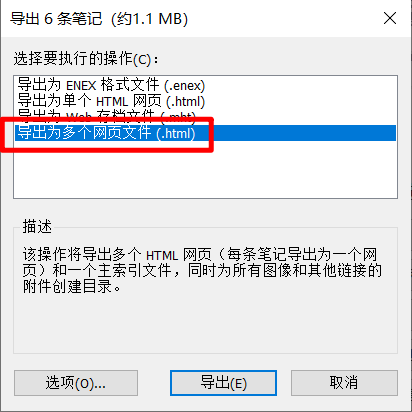 导出 6 条笔记（约1.1 MB）
选择要执行的操作(C)：
导出为 ENEX 格式文件 (.enex)
导出为单个 HTML 网页 (.html)
导出为 Web 存档文件 (.mht)
导出为多个网页文件 (.html)
描述
该操作将导出多个 HTML 网页（每条笔记导出为一个网
页）和一个主索引文件，同时为所有图像和其他链接的
附件创建目录。
选项(O)...
导出(E)
取消